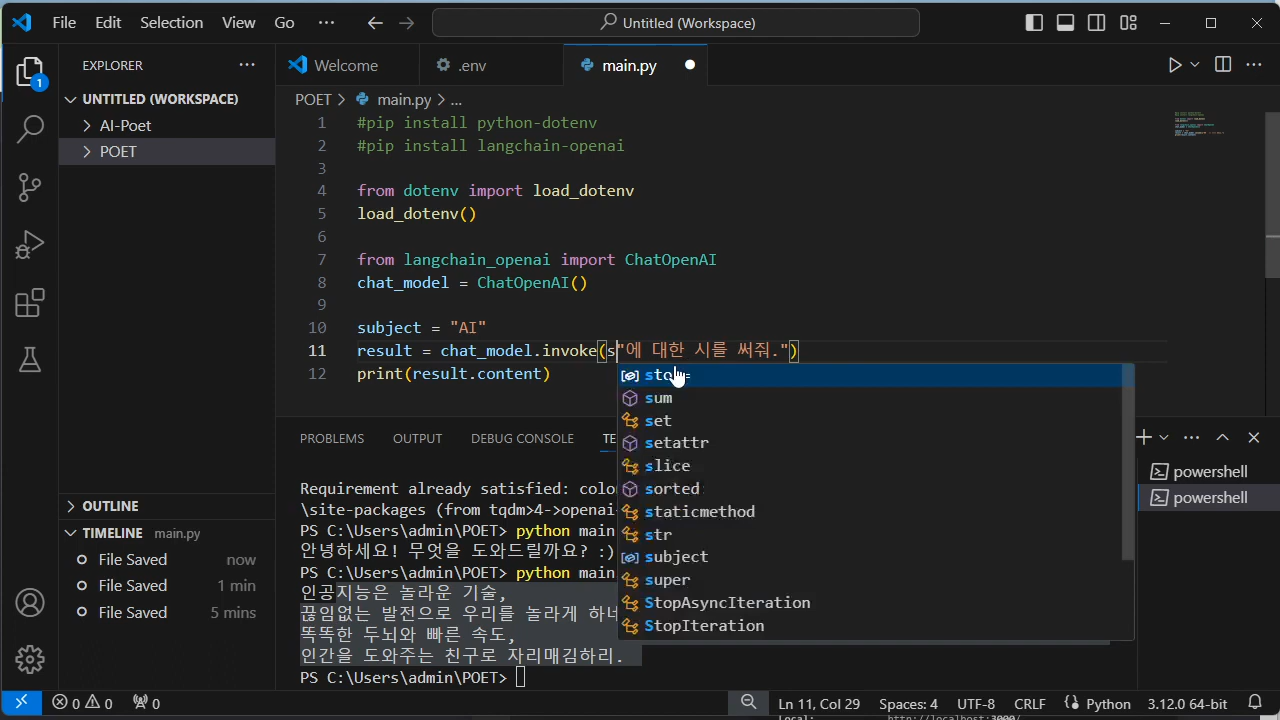 File Edit Selection View Go ··· Untitled (Workspace)
EXPLORER ···
1
UNTITLED (WORKSPACE)
AI-Poet
POET
Welcome
.env
main.py
POET > main.py > ...
1 #pip install python-dotenv
2 #pip install langchain-openai
3
4 from dotenv import load_dotenv
5 load_dotenv()
6
7 from langchain_openai import ChatOpenAI
8 chat_model = ChatOpenAI()
9
10 subject = "AI"
11 result = chat_model.invoke(s"에 대한 시를 써줘.")
12 print(result.content)
sum
set
setattr
slice
sorted
staticmethod
str
subject
super
StopAsyncIteration
StopIteration
PROBLEMS OUTPUT DEBUG CONSOLE TE
powershell
powershell
Requirement already satisfied: colo
\site-packages (from tqdm>4->openai
PS C:\Users\admin\POET> python main
안녕하세요! 무엇을 도와드릴까요? :)
PS C:\Users\admin\POET> python main
인공지능은 놀라운 기술,
끊임없는 발전으로 우리를 놀라게 하네
똑똑한 두뇌와 빠른 속도,
인간을 도와주는 친구로 자리매김하리.
PS C:\Users\admin\POET>
OUTLINE
TIMELINE main.py
File Saved now
File Saved 1 min
File Saved 5 mins
0 0 0 Ln 11, Col 29 Spaces: 4 UTF-8 CRLF Python 3.12.0 64-bit